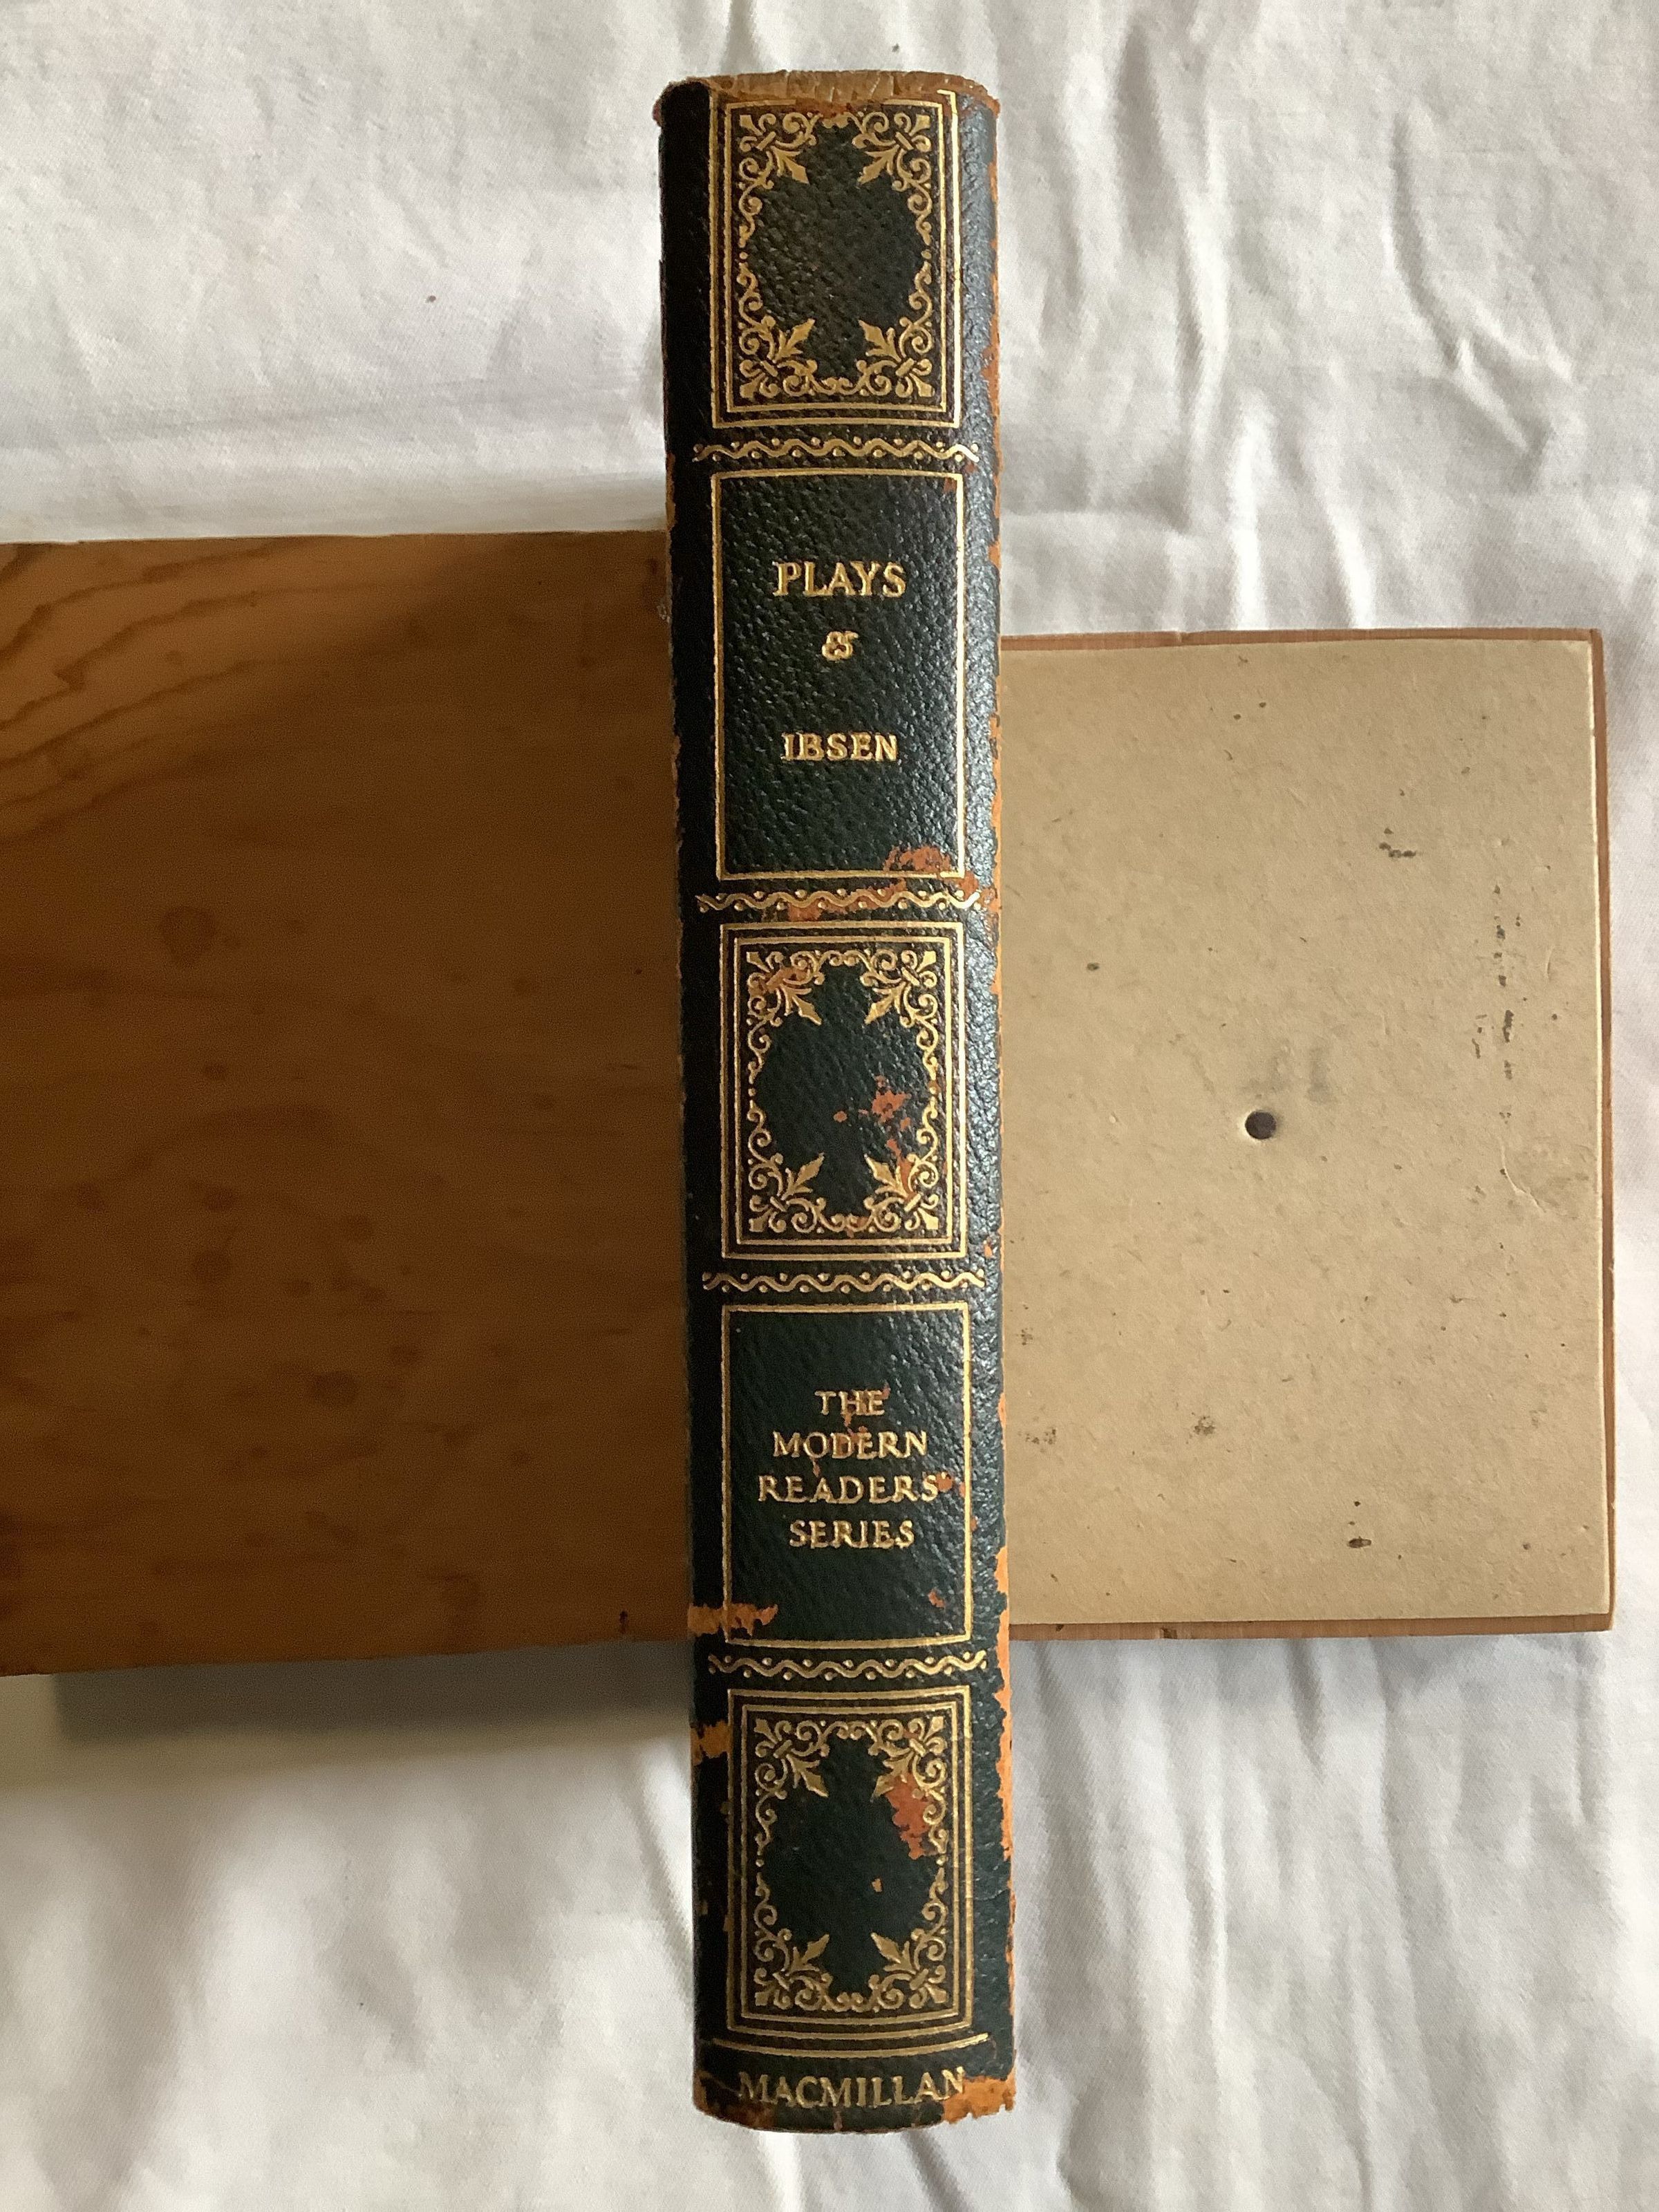 PLAYS
&
IBSEN
THE
MODERN
READERS'
SERIES
MACMILLAN